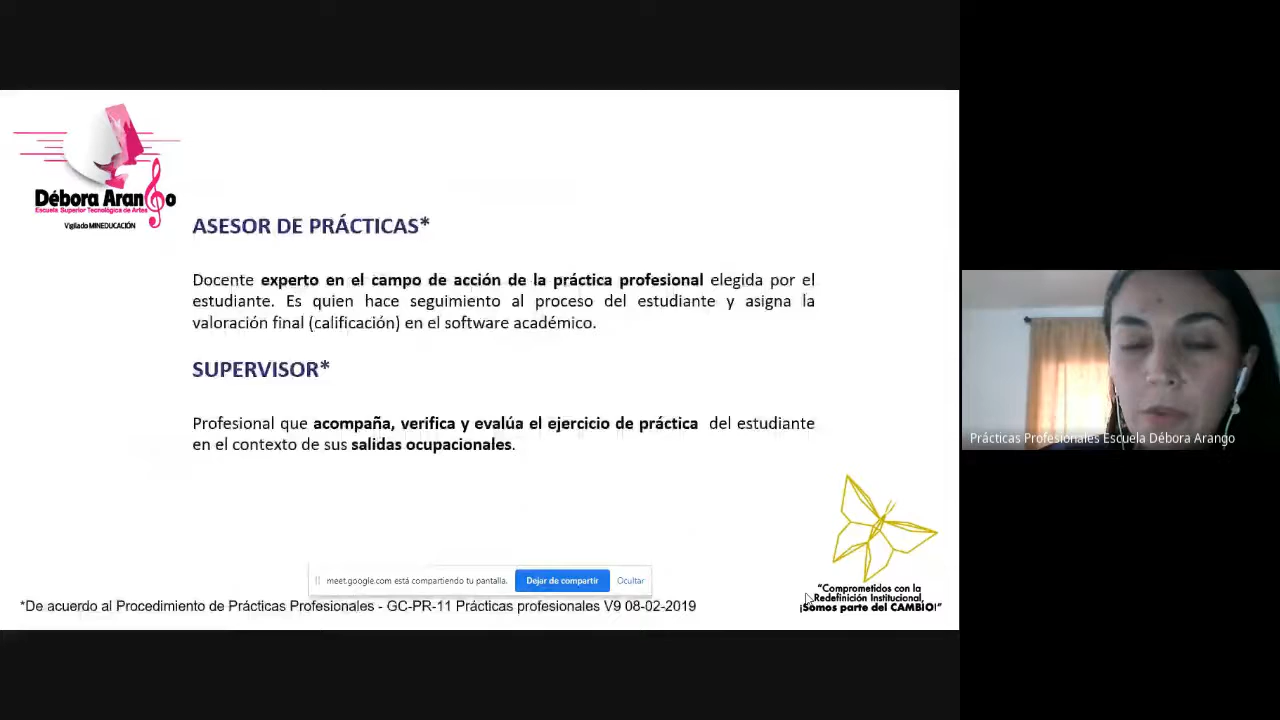 Débora Arango
Escuela Superior Tecnológica de Artes
Vigilado MINEDUCACIÓN
ASESOR DE PRÁCTICAS*
Docente experto en el campo de acción de la práctica profesional elegida por el
estudiante. Es quien hace seguimiento al proceso del estudiante y asigna la
valoración final (calificación) en el software académico.
SUPERVISOR*
Profesional que acompaña, verifica y evalúa el ejercicio de práctica del estudiante
en el contexto de sus salidas ocupacionales.
Prácticas Profesionales Escuela Débora Arango
meet.google.com está compartiendo tu pantalla.
Dejar de compartir
Ocultar
"Comprometidos con la
Redefinición Institucional,
¡Somos parte del CAMBIO!"
*De acuerdo al Procedimiento de Prácticas Profesionales - GC-PR-11 Prácticas profesionales V9 08-02-2019